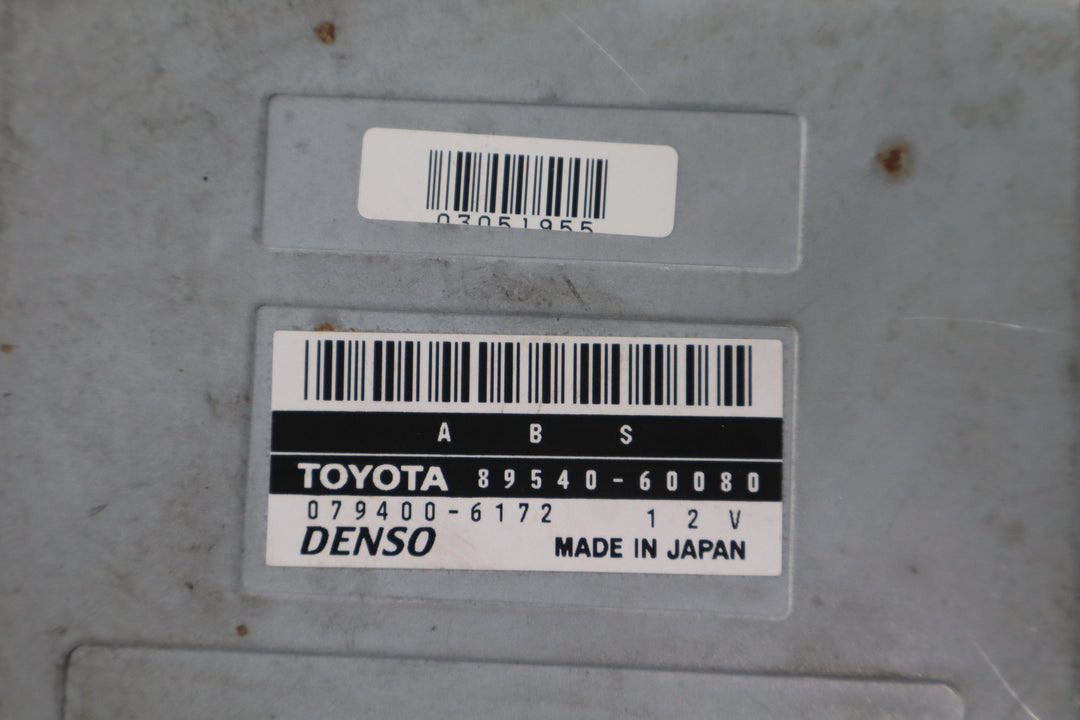 03051955
A B S
TOYOTA 89540-60080
079400-6172 12V
DENSO MADE IN JAPAN